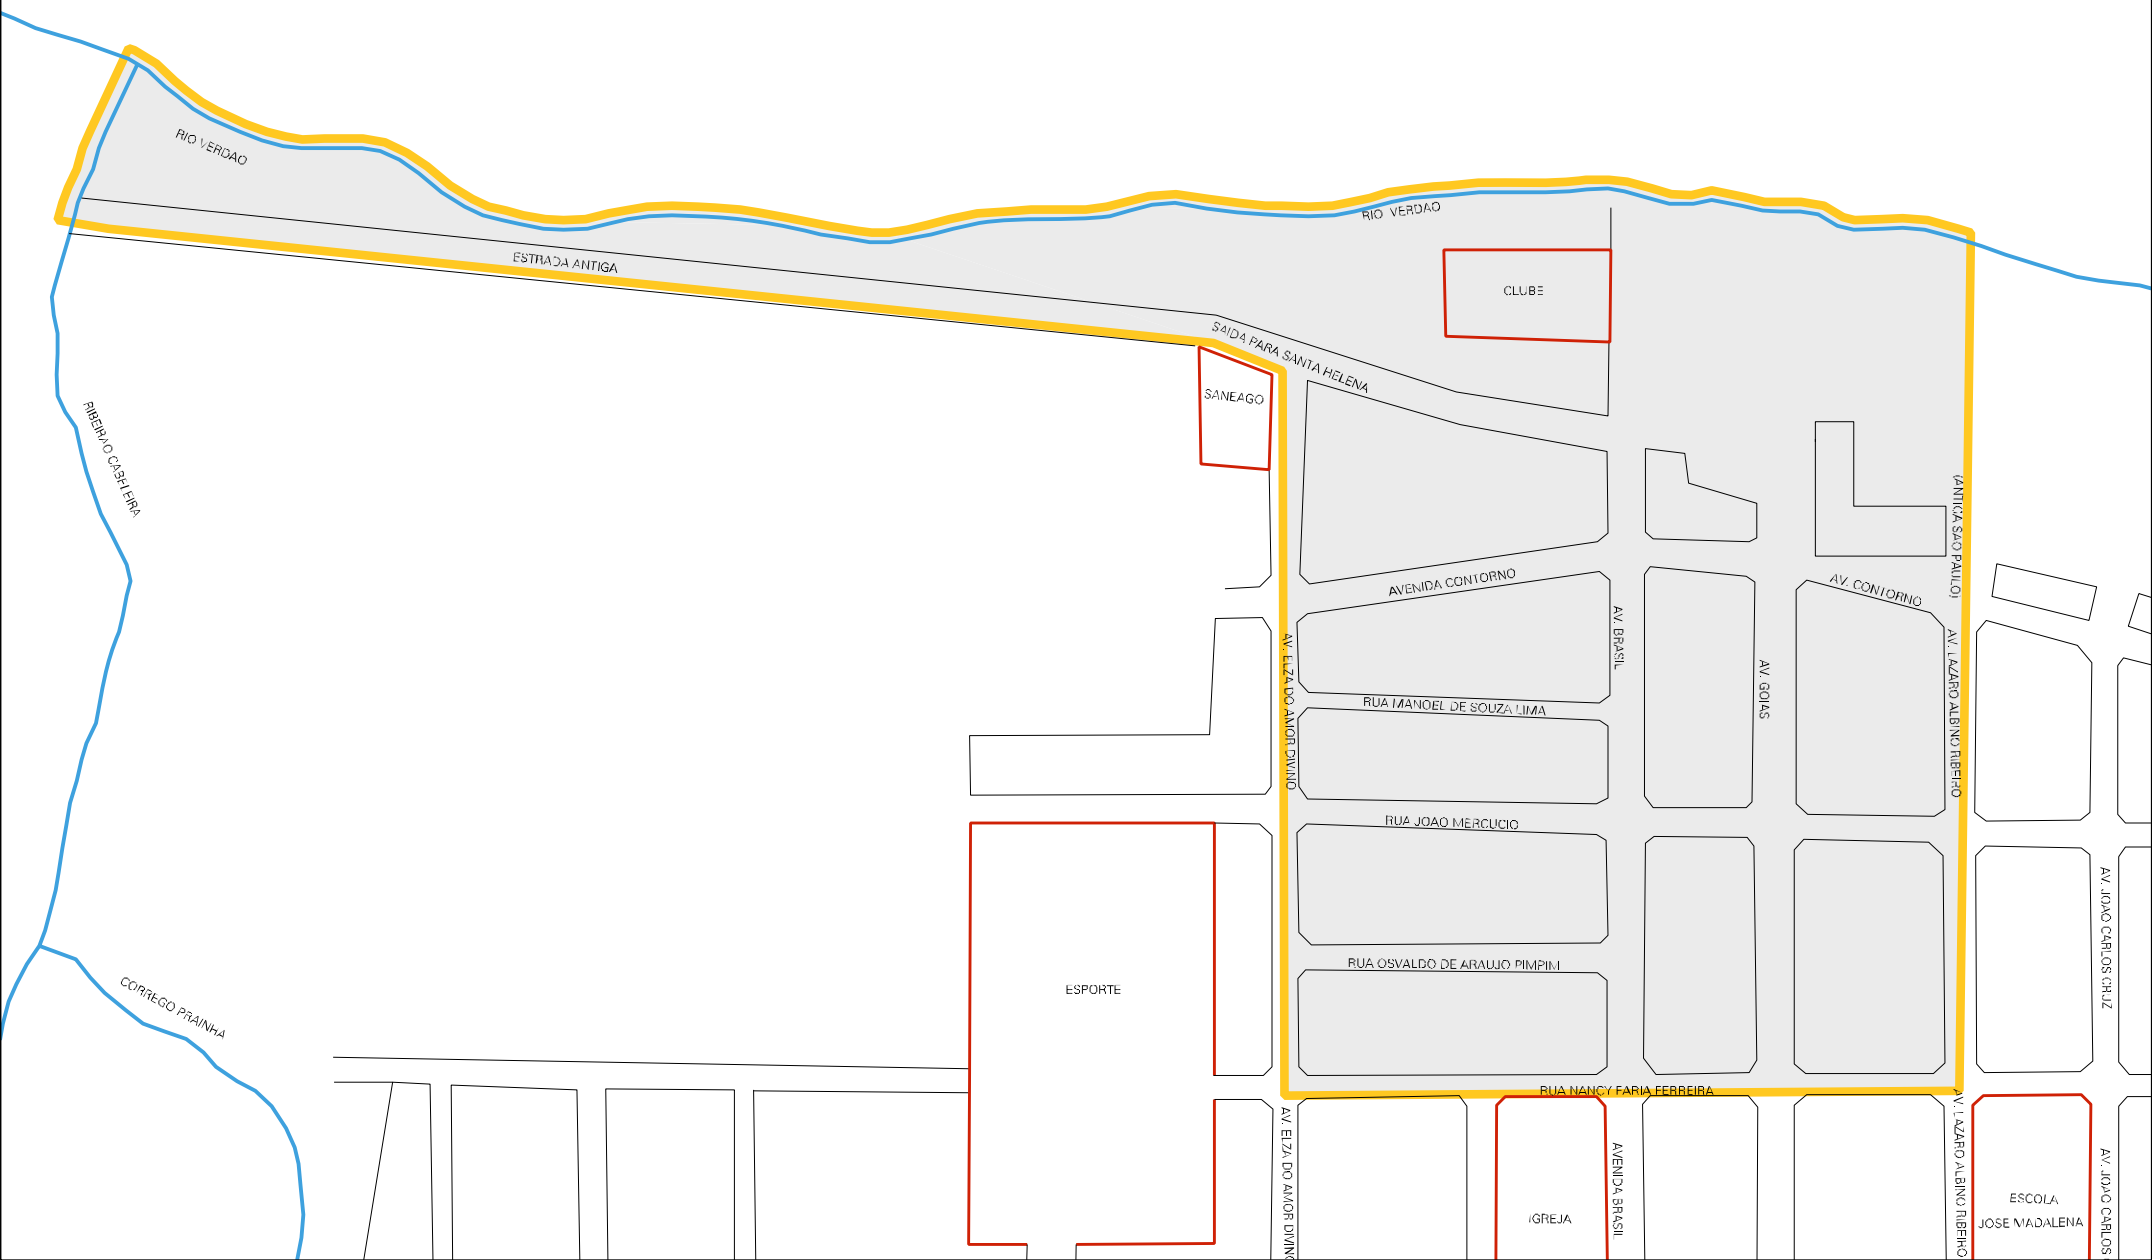 RIO VERDAO
RIO VERDAO
ESTRADA ANTIGA
CLUBE
SAIDA PARA SANTA HELENA
SANEAGO
RIBEIRAO CABELEIRA
(ANTIGA SAO PAULO)
AVENIDA CONTORNO
AV. CONTORNO
AV. BRASIL
AV. ELZA DO AMOR DIVINO
AV. GOIAS
AV. LAZARO ALBINO RIBEIRO
RUA MANOEL DE SOUZA LIMA
RUA JOAO MERCUCIO
AV. JOAO CARLOS CRUZ
RUA OSVALDO DE ARAUJO PIMPIM
ESPORTE
CORREGO PRAINHA
RUA NANCY FARIA FERREIRA
AV. ELZA DO AMOR DIVINO
AVENIDA BRASIL
AV. LAZARO ALBINO RIBEIRO
AV. JOAO CARLOS
IGREJA
ESCOLA
JOSE MADALENA